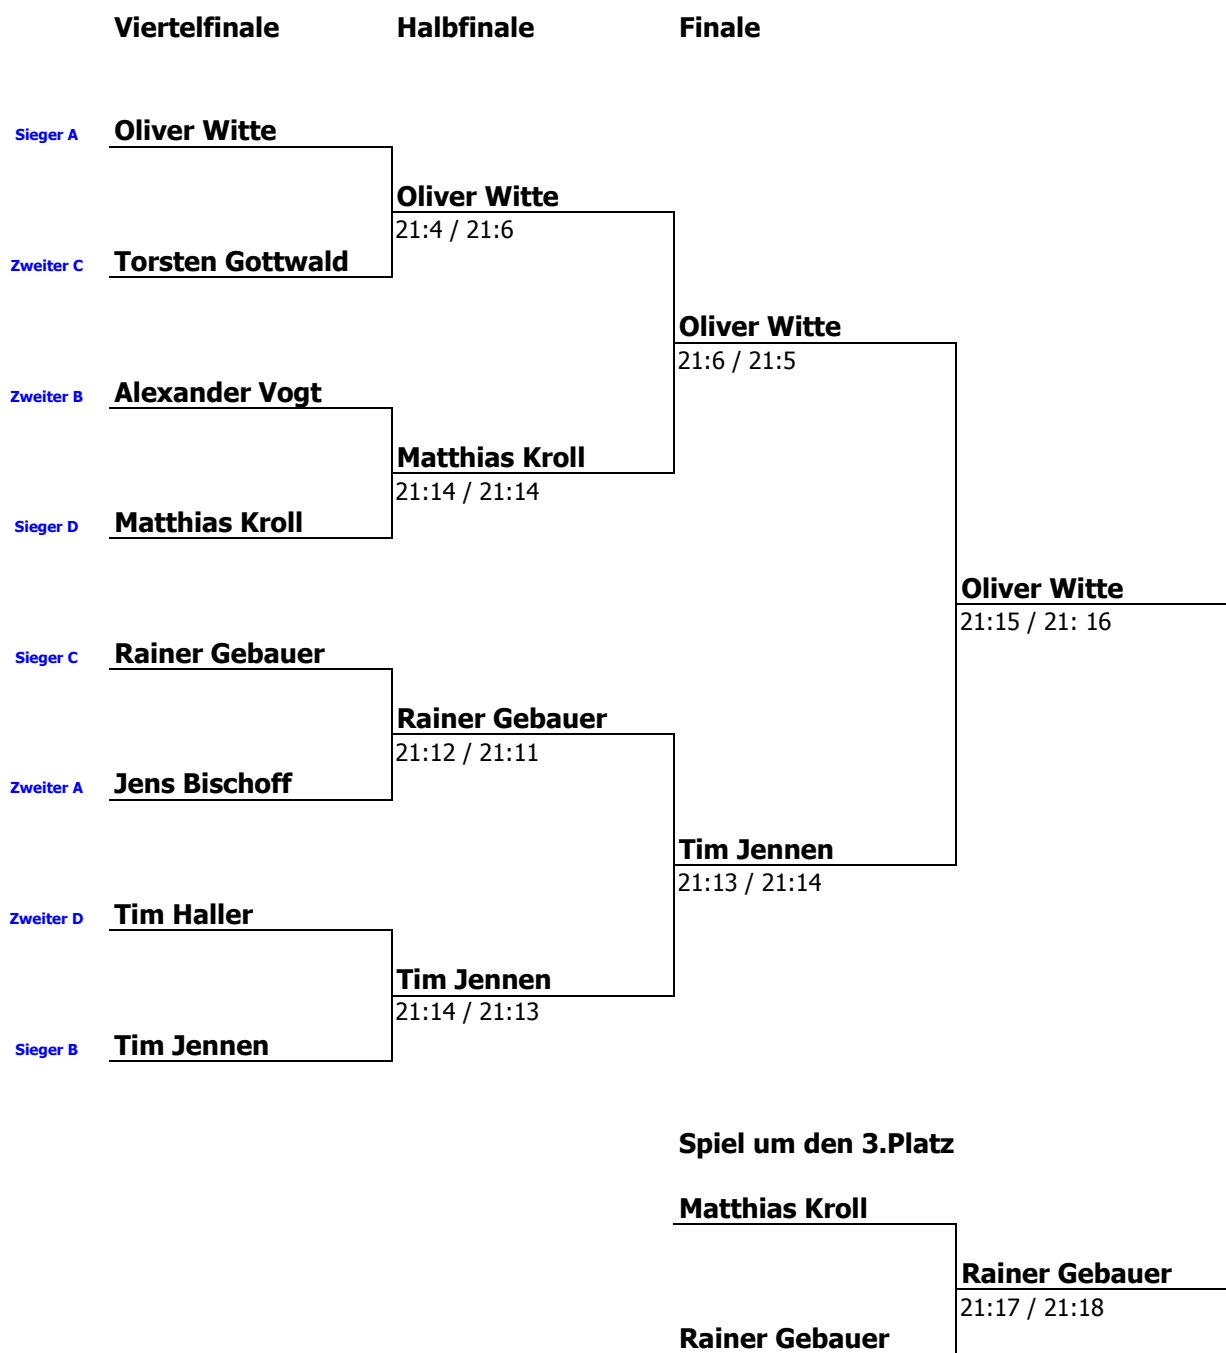 Viertelfinale Halbfinale Finale
Sieger A Oliver Witte
Oliver Witte
21:4 / 21:6
Zweiter C Torsten Gottwald
Oliver Witte
21:6 / 21:5
Zweiter B Alexander Vogt
Matthias Kroll
21:14 / 21:14
Sieger D Matthias Kroll
Oliver Witte
21:15 / 21: 16
Sieger C Rainer Gebauer
Rainer Gebauer
21:12 / 21:11
Zweiter A Jens Bischoff
Tim Jennen
21:13 / 21:14
Zweiter D Tim Haller
Tim Jennen
21:14 / 21:13
Sieger B Tim Jennen
Spiel um den 3.Platz
Matthias Kroll
Rainer Gebauer
21:17 / 21:18
Rainer Gebauer